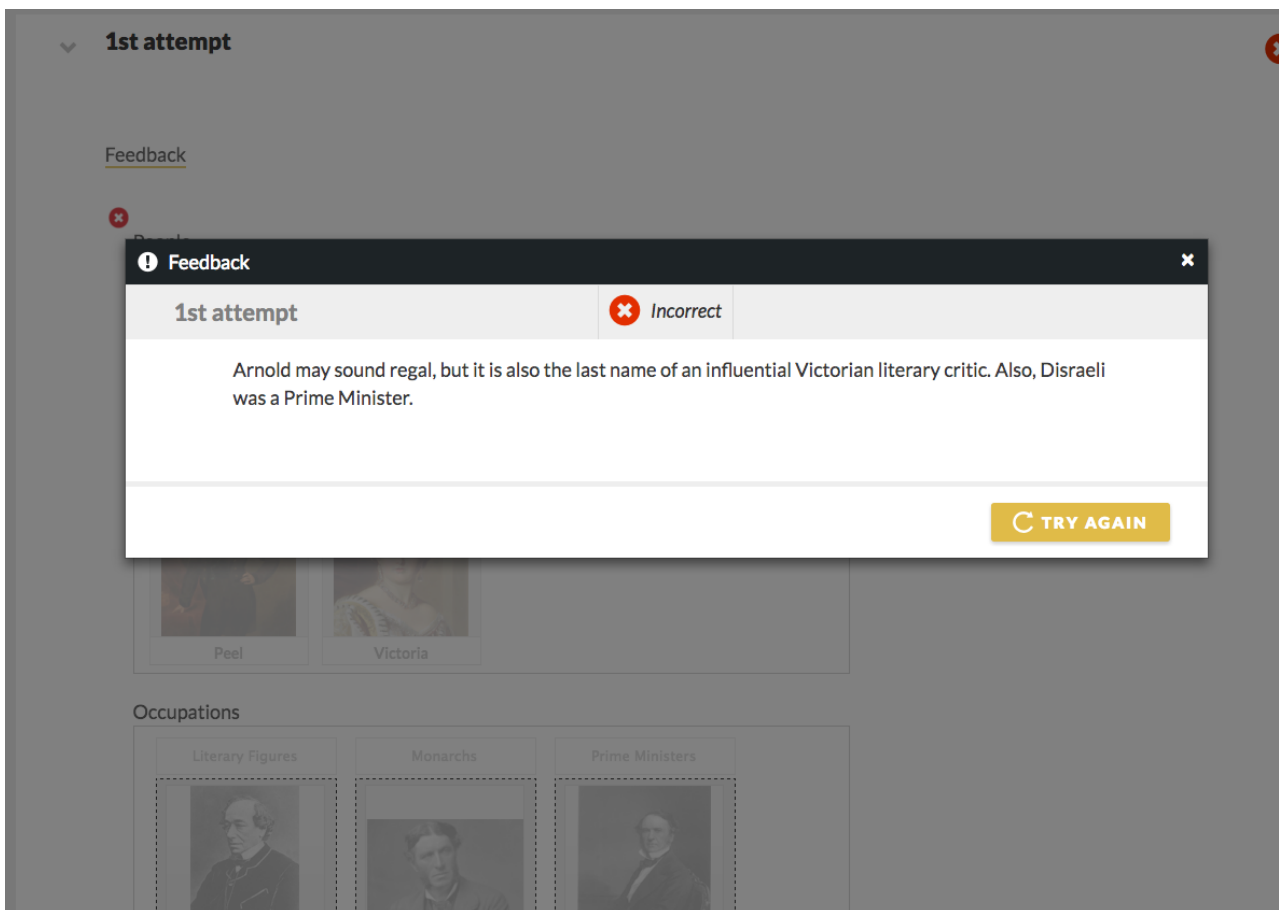 1st attempt
Feedback
Feedback
1st attempt
Incorrect
Arnold may sound regal, but it is also the last name of an influential Victorian literary critic. Also, Disraeli
was a Prime Minister.
TRY AGAIN
Peel
Victoria
Occupations
Literary Figures
Monarchs
Prime Ministers